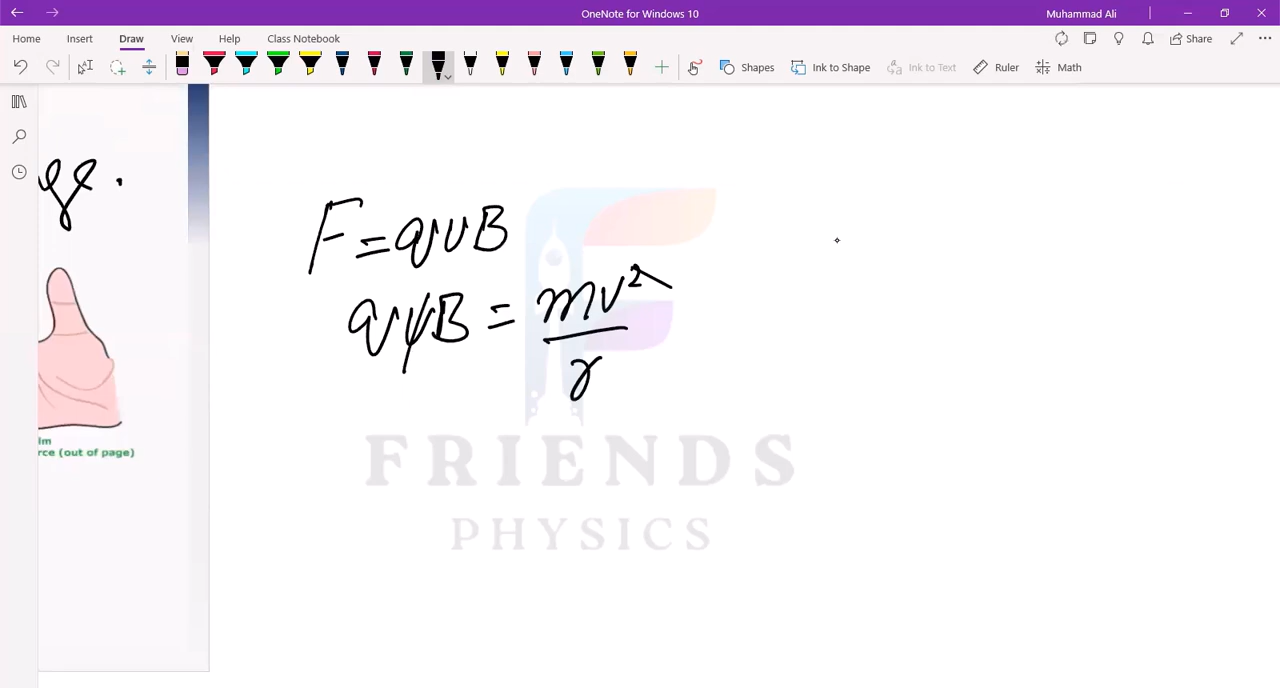 OneNote for Windows 10
Muhammad Ali
Home Insert Draw View Help Class Notebook
Share
Shapes Ink to Shape Ink to Text Ruler Math
F = qvB
qvB = mv²/r
lm
rce (out of page)
FRIENDS
PHYSICS